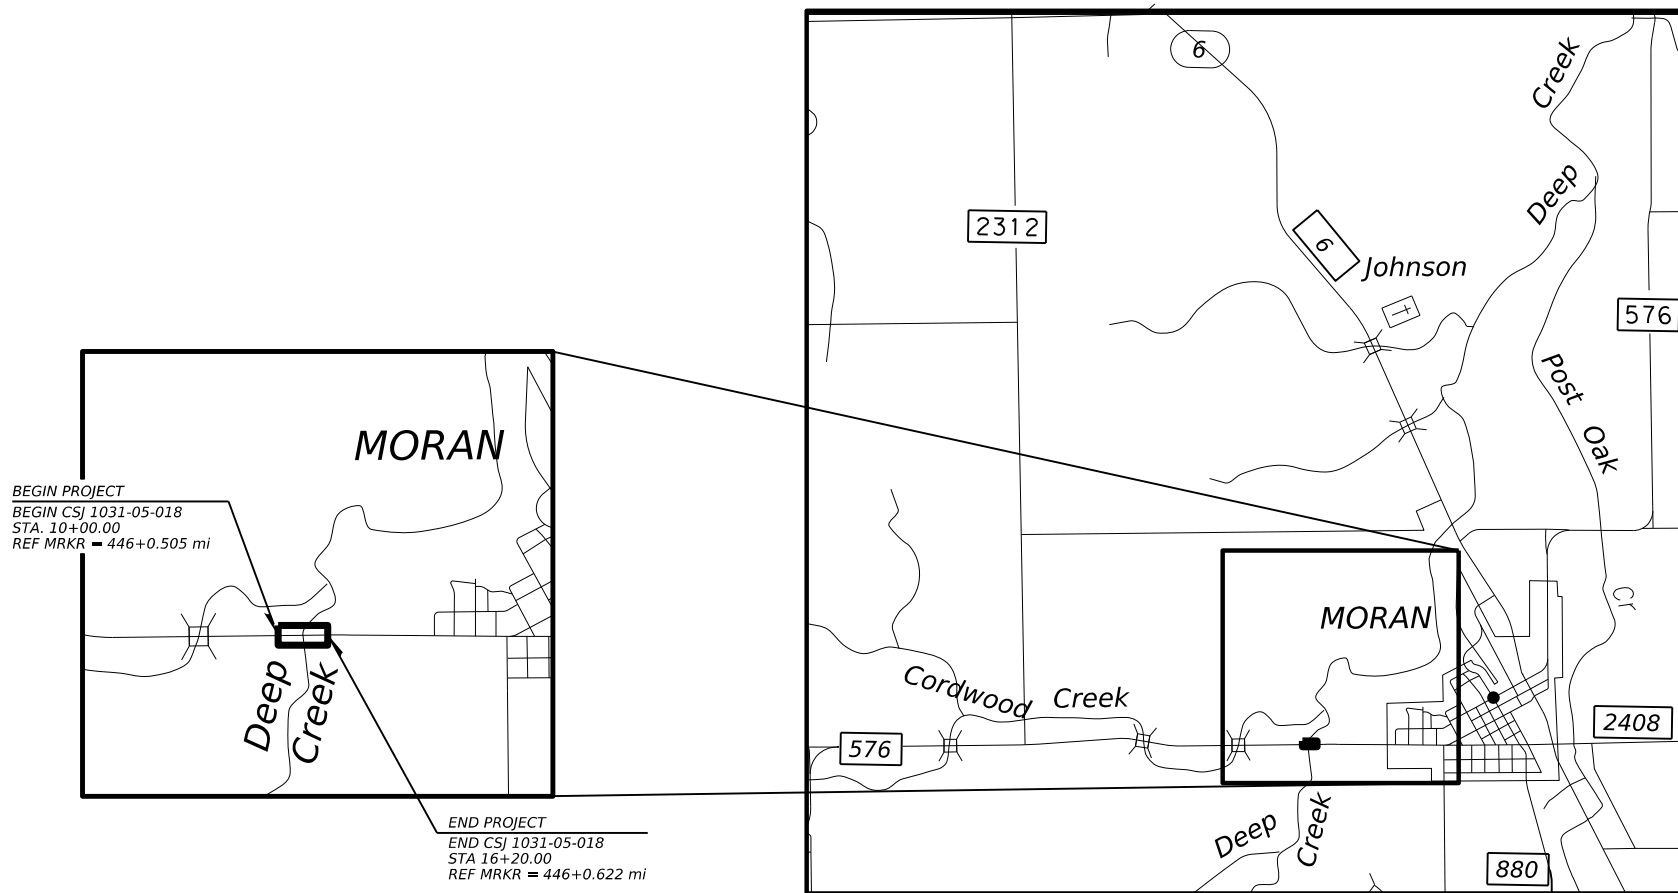 6
Creek
Deep
2312
6
Johnson
576
Post
Oak
MORAN
BEGIN PROJECT
BEGIN CSJ 1031-05-018
STA. 10+00.00
REF MRKR = 446+0.505 mi
Deep
Creek
END PROJECT
END CSJ 1031-05-018
STA 16+20.00
REF MRKR = 446+0.622 mi
Cr
MORAN
Cordwood Creek
576
2408
Deep
Creek
880